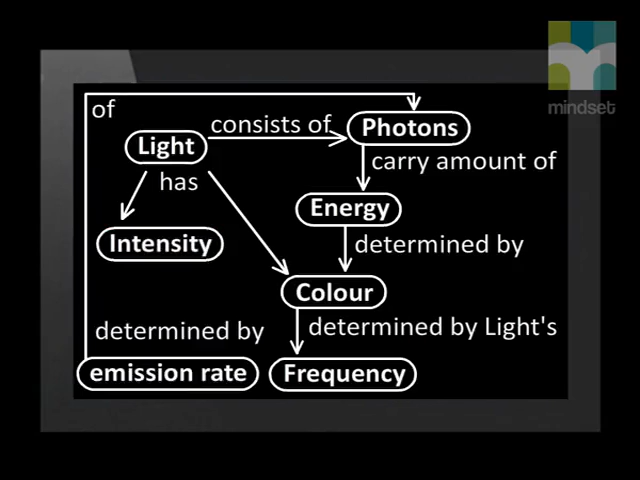 mindset
of
consists of
Photons
Light
carry amount of
has
Energy
Intensity
determined by
Colour
determined by
determined by Light's
emission rate
Frequency